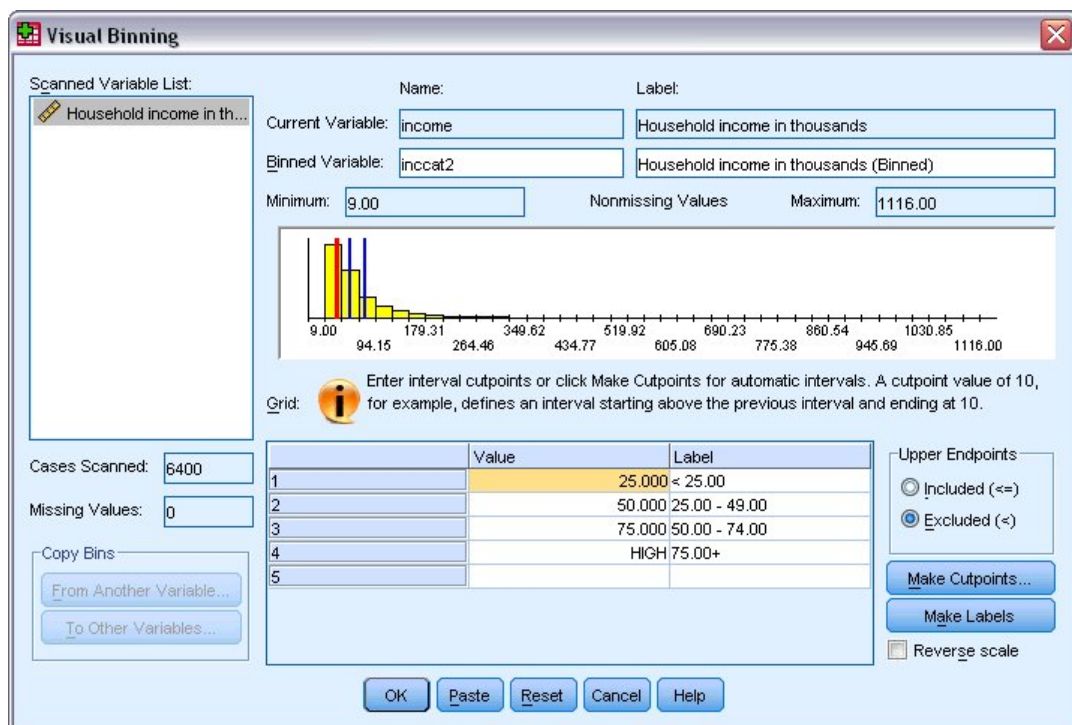 Visual Binning
Scanned Variable List:
Household income in th...
Name:
Label:
Current Variable:
income
Household income in thousands
Binned Variable:
inccat2
Household income in thousands (Binned)
Minimum:
9.00
Nonmissing Values
Maximum:
1116.00
9.00
179.31
349.62
519.92
690.23
860.54
1030.85
94.15
264.46
434.77
605.08
775.38
945.69
1116.00
Grid:
Enter interval cutpoints or click Make Cutpoints for automatic intervals. A cutpoint value of 10,
for example, defines an interval starting above the previous interval and ending at 10.
Cases Scanned:
6400
Missing Values:
0
Copy Bins
From Another Variable...
To Other Variables...
Value
Label
1
25.000
< 25.00
2
50.000
25.00 - 49.00
3
75.000
50.00 - 74.00
4
HIGH
75.00+
5
Upper Endpoints
Included (<=)
Excluded (<)
Make Cutpoints...
Make Labels
Reverse scale
OK
Paste
Reset
Cancel
Help